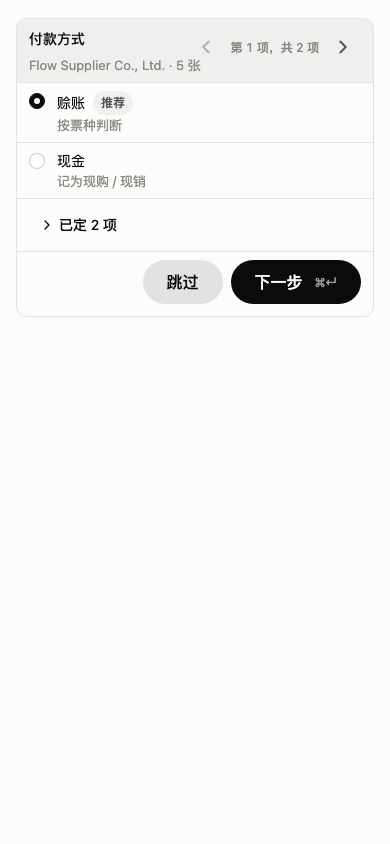 付款方式
第 1 项，共 2 项
Flow Supplier Co., Ltd. · 5 张
赊账 推荐
按票种判断
现金
记为现购 / 现销
已定 2 项
跳过 下一步 ⌘↵